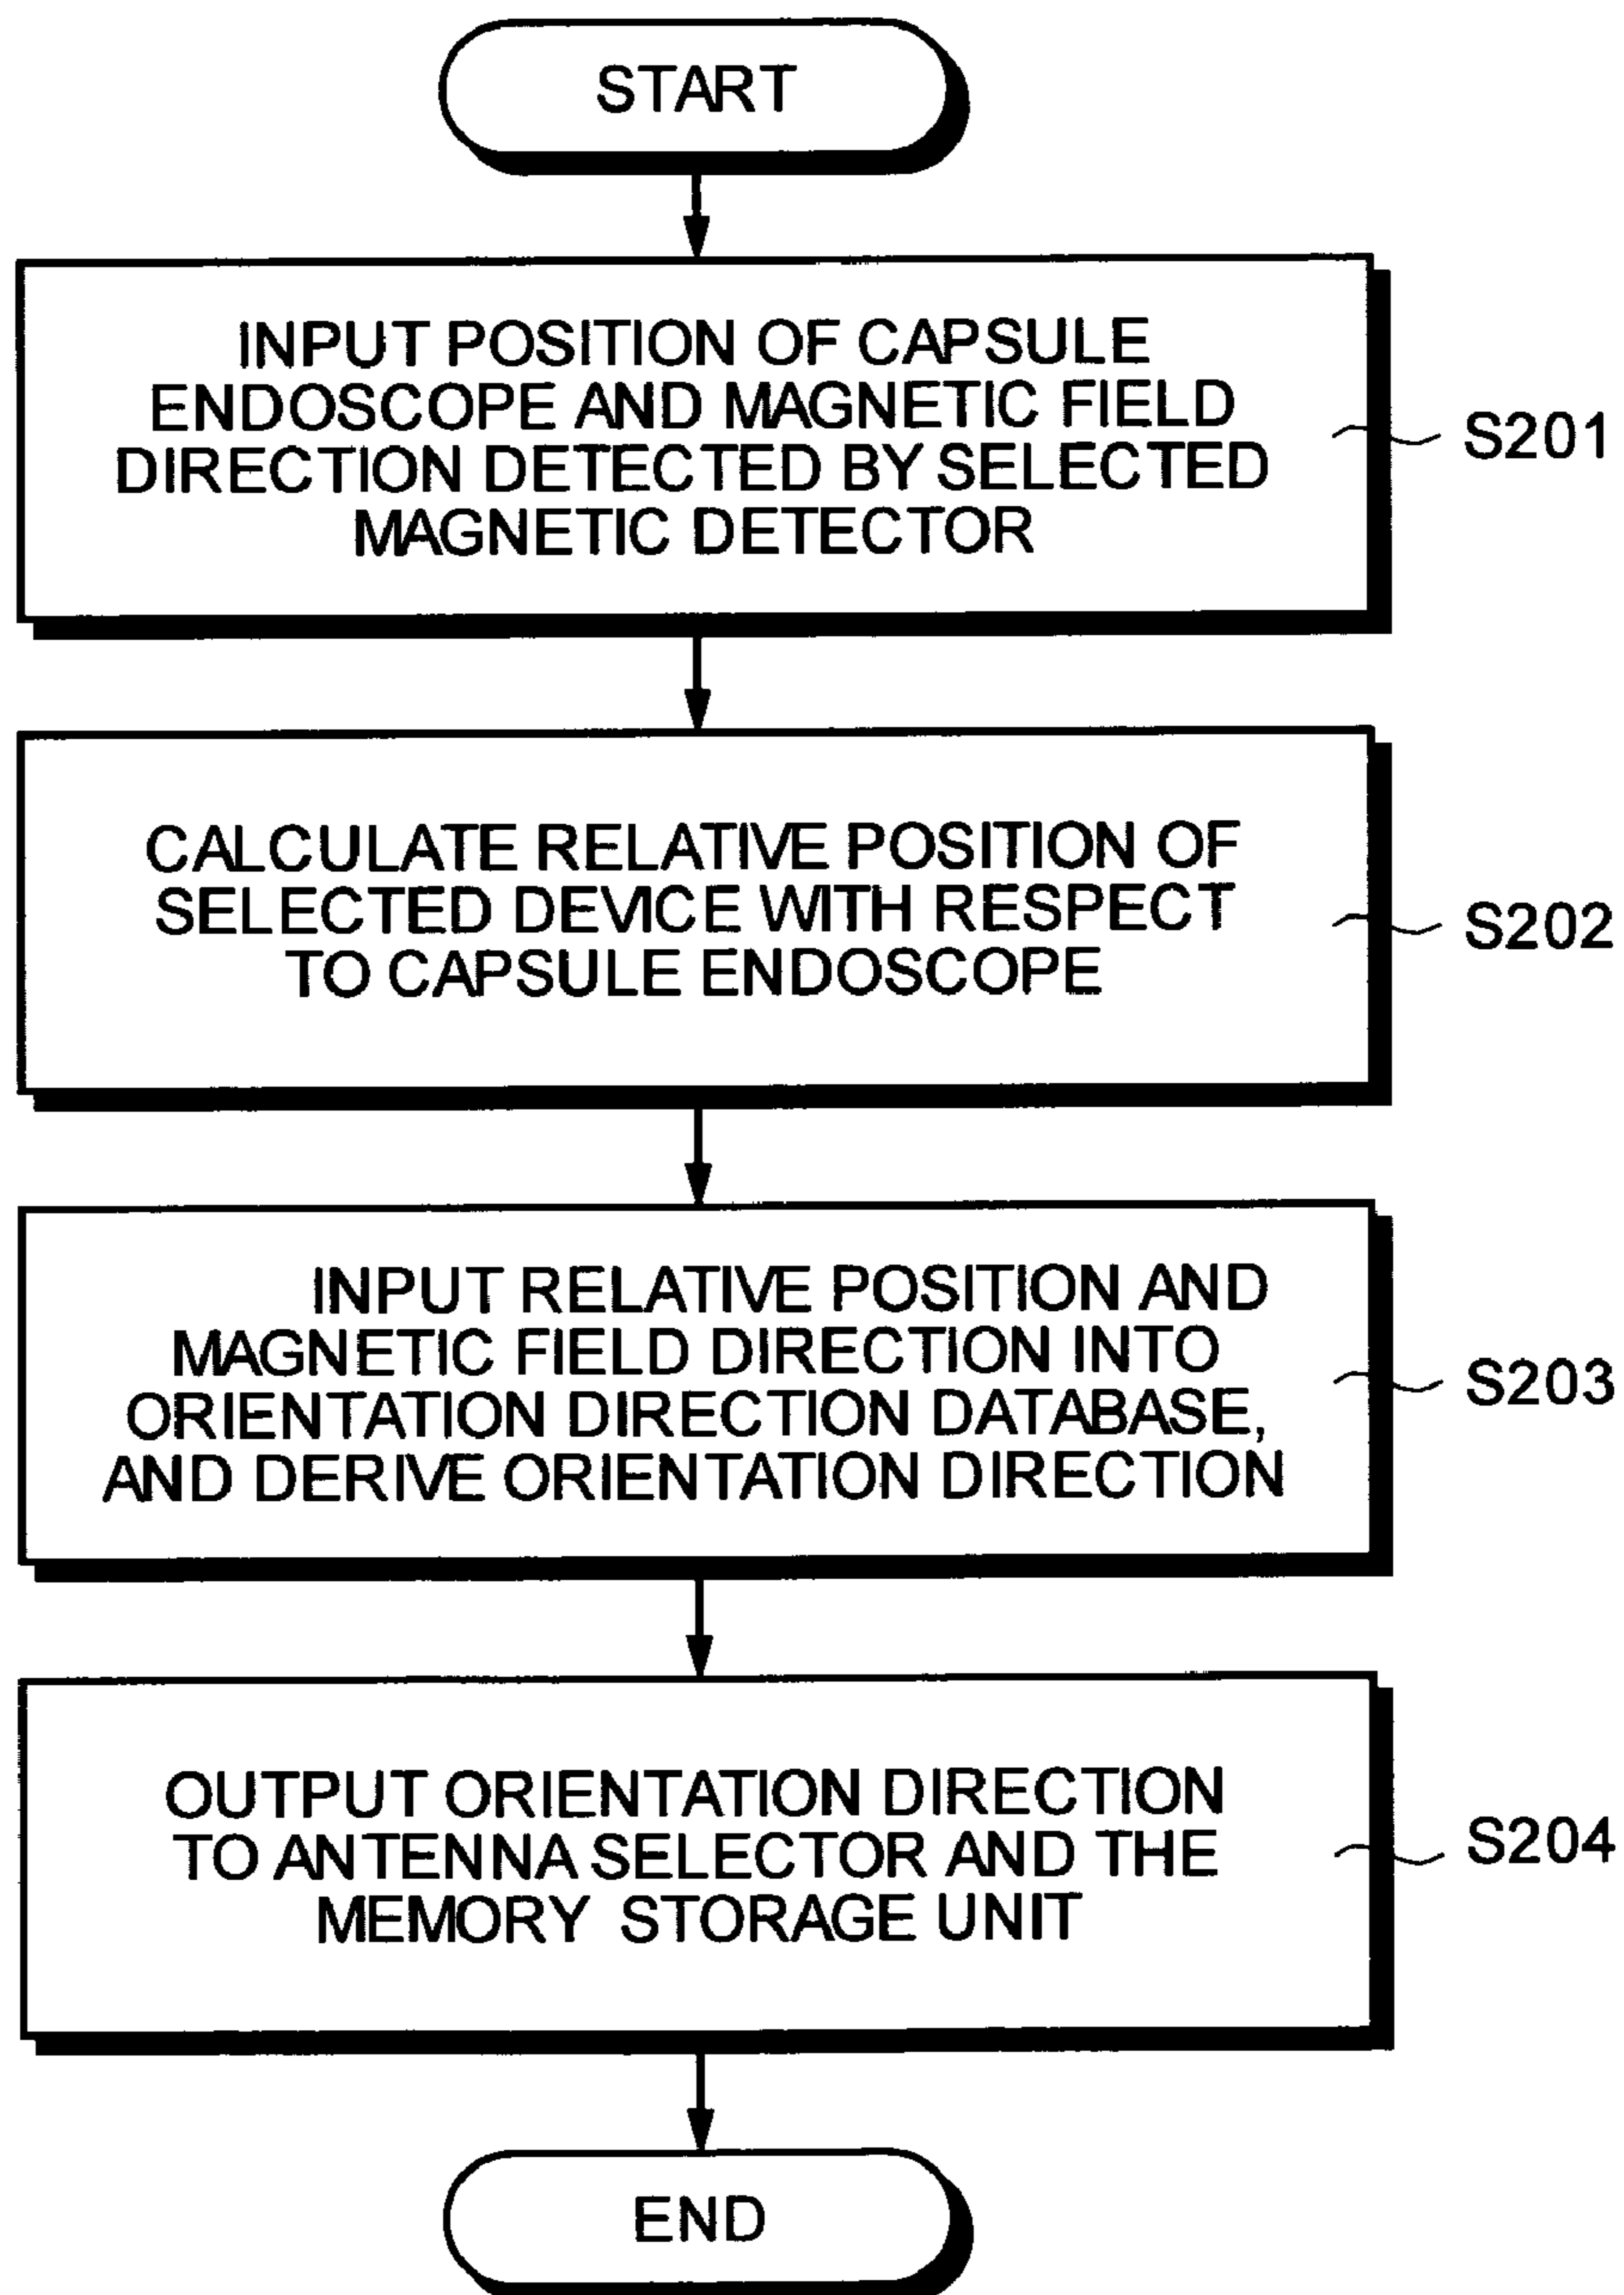 START
INPUT POSITION OF CAPSULE
ENDOSCOPE AND MAGNETIC FIELD
DIRECTION DETECTED BY SELECTED
MAGNETIC DETECTOR
S201
CALCULATE RELATIVE POSITION OF
SELECTED DEVICE WITH RESPECT
TO CAPSULE ENDOSCOPE
S202
INPUT RELATIVE POSITION AND
MAGNETIC FIELD DIRECTION INTO
ORIENTATION DIRECTION DATABASE,
AND DERIVE ORIENTATION DIRECTION
S203
OUTPUT ORIENTATION DIRECTION
TO ANTENNA SELECTOR AND THE
MEMORY STORAGE UNIT
S204
END